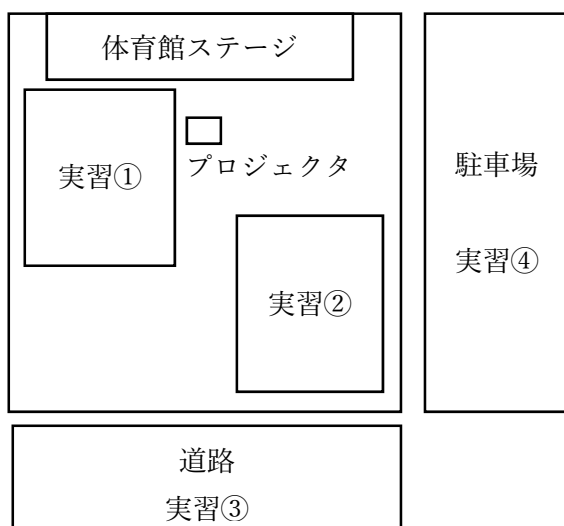 体育館ステージ
実習①
プロジェクタ
実習②
駐車場
実習④
道路
実習③